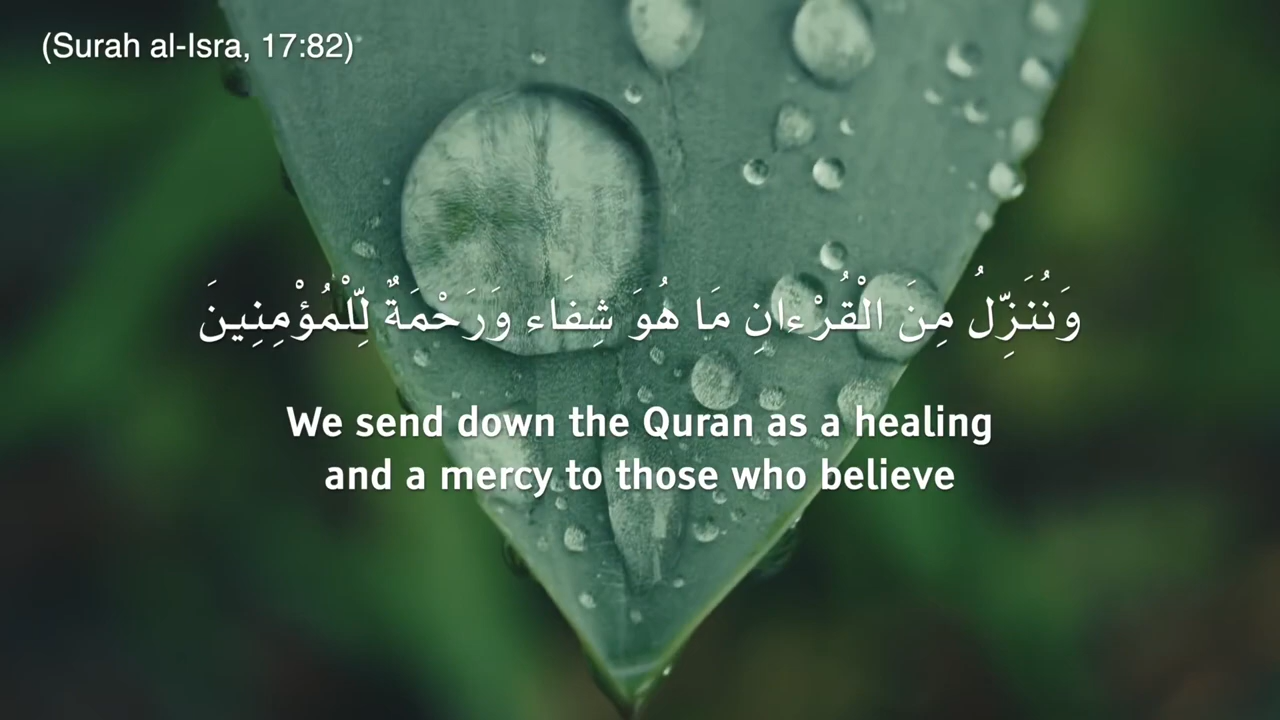 (Surah al-Isra, 17:82)
وَنُنَزِّلُ مِنَ الْقُرْءَانِ مَا هُوَ شِفَاء وَرَحْمَةٌ لِّلْمُؤْمِنِينَ
We send down the Quran as a healing
and a mercy to those who believe